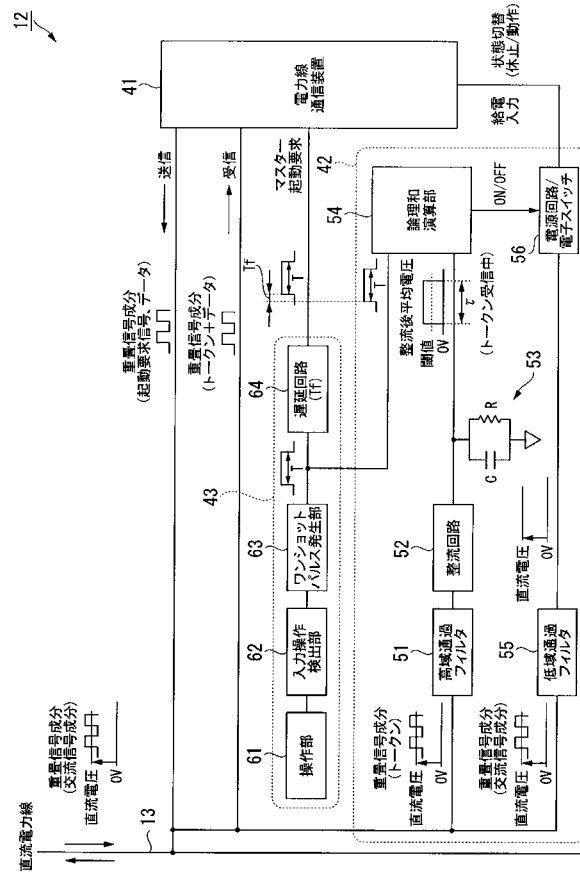 12
直流電力線
13
重畳信号成分
(交流信号成分)
直流電圧
0V
重畳信号成分
(起動要求信号、データ)
送信
重畳信号成分
(トークン+データ)
受信
41
電力線
通信装置
43
61
操作部
62
入力操作
検出部
63
ワンショット
パルス発生部
T
64
遅延回路
(Tf)
Tf
T
マスター
起動要求
42
T
54
論理和
演算部
重畳信号成分
(トークン)
直流電圧
0V
51
高域通過
フィルタ
52
整流回路
整流後平均電圧
閾値
0V
τ
(トークン受信中)
C
R
53
ON/OFF
給電
入力
状態切替
(休止/動作)
重畳信号成分
(交流信号成分)
直流電圧
0V
55
低域通過
フィルタ
直流電圧
0V
56
電源回路/
電子スイッチ